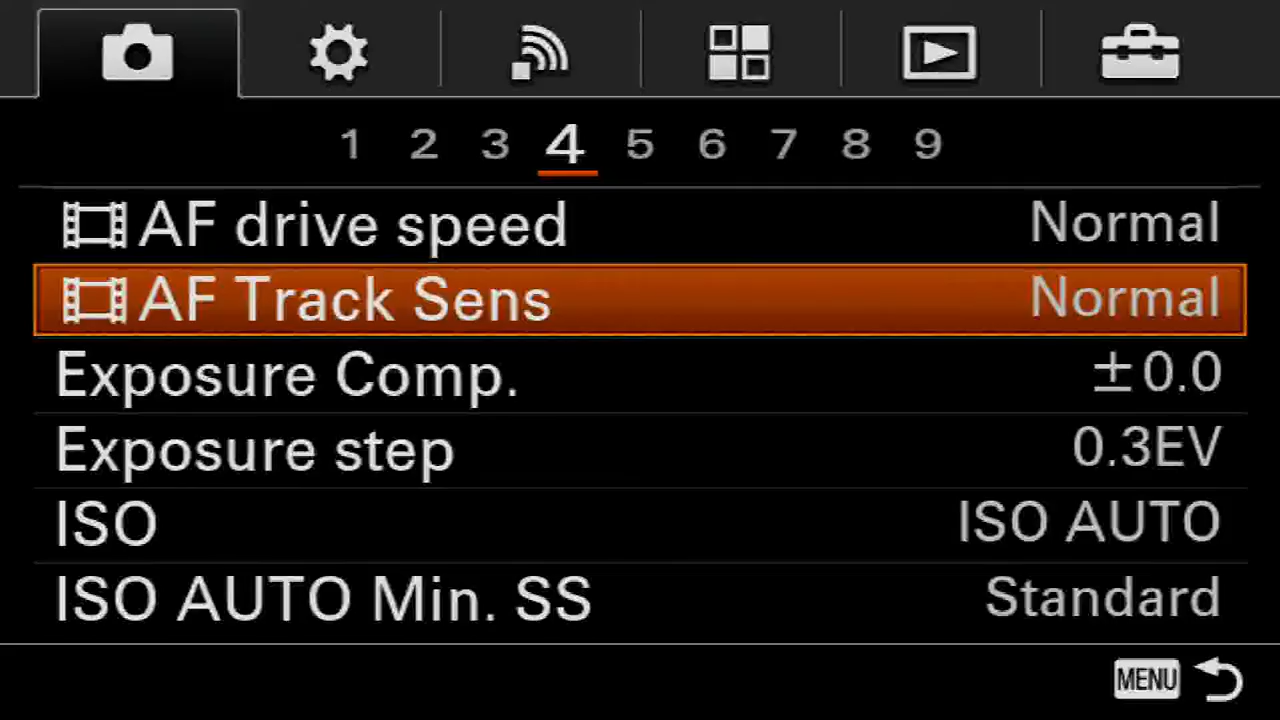 1 2 3 4 5 6 7 8 9
AF drive speed Normal
AF Track Sens Normal
Exposure Comp. ±0.0
Exposure step 0.3EV
ISO ISO AUTO
ISO AUTO Min. SS Standard
MENU